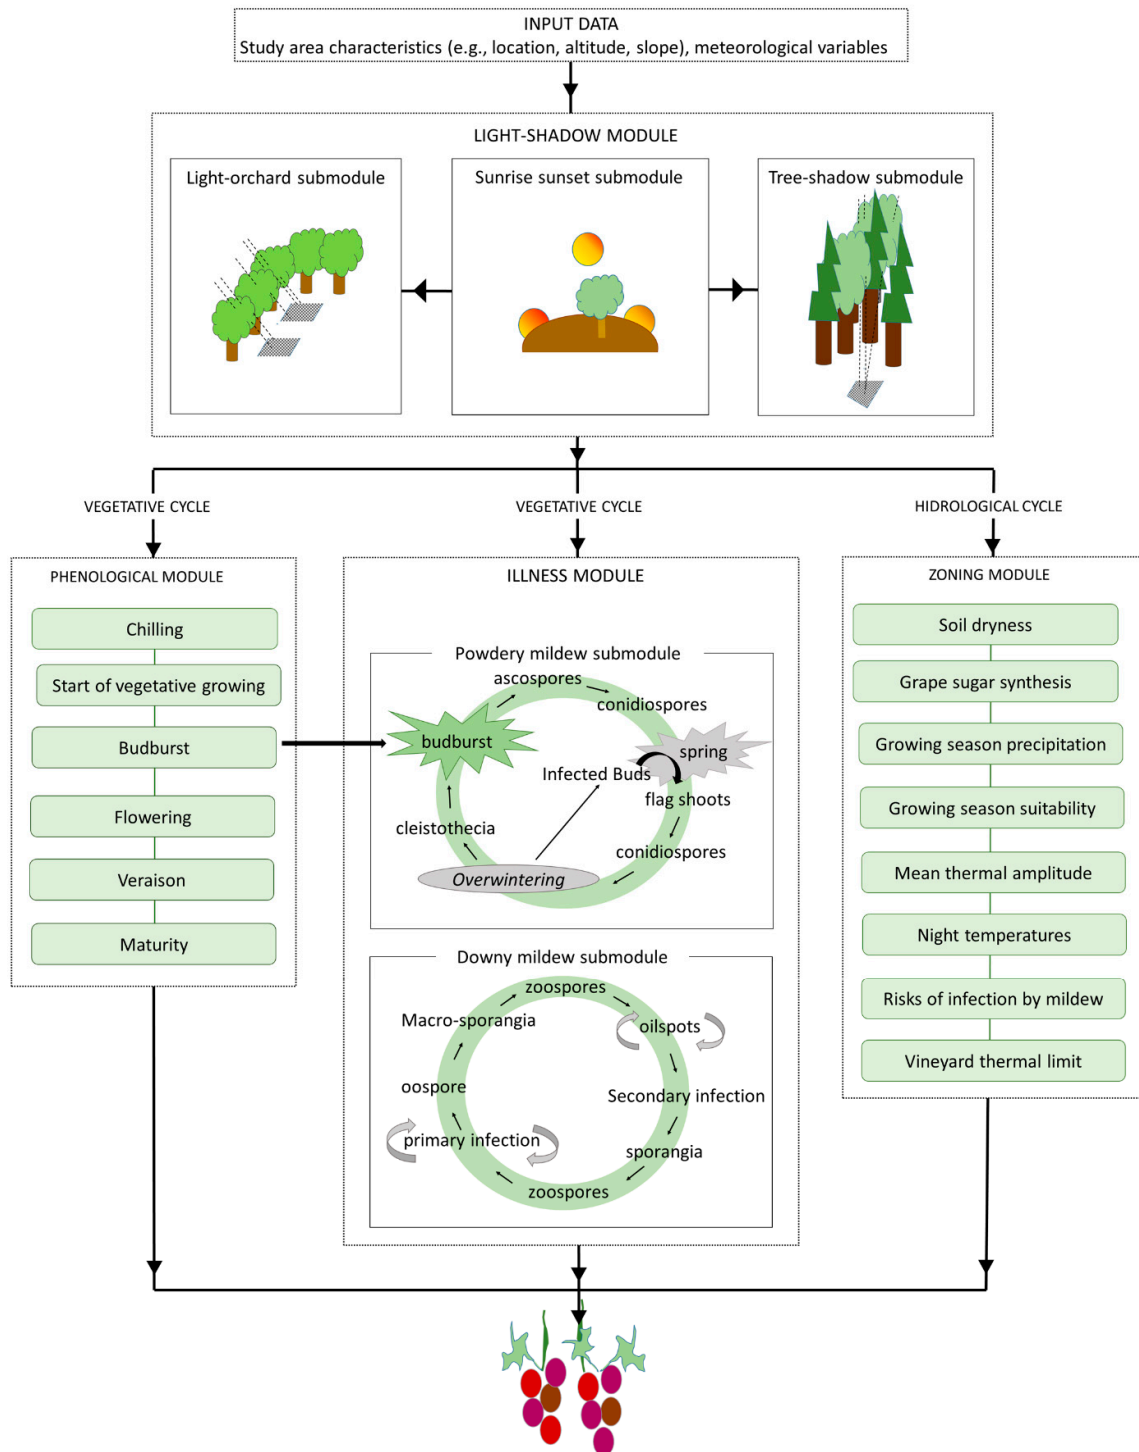 INPUT DATA
Study area characteristics (e.g., location, altitude, slope), meteorological variables
LIGHT-SHADOW MODULE
Light-orchard submodule
Sunrise sunset submodule
Tree-shadow submodule
VEGETATIVE CYCLE
VEGETATIVE CYCLE
HIDROLOGICAL CYCLE
PHENOLOGICAL MODULE
Chilling
Start of vegetative growing
Budburst
Flowering
Veraison
Maturity
ILLNESS MODULE
Powdery mildew submodule
ascospores
conidiospores
budburst
spring
Infected Buds
flag shoots
cleistothecia
conidiospores
Overwintering
Downy mildew submodule
zoospores
Macro-sporangia
oilspots
oospore
Secondary infection
primary infection
sporangia
zoospores
ZONING MODULE
Soil dryness
Grape sugar synthesis
Growing season precipitation
Growing season suitability
Mean thermal amplitude
Night temperatures
Risks of infection by mildew
Vineyard thermal limit